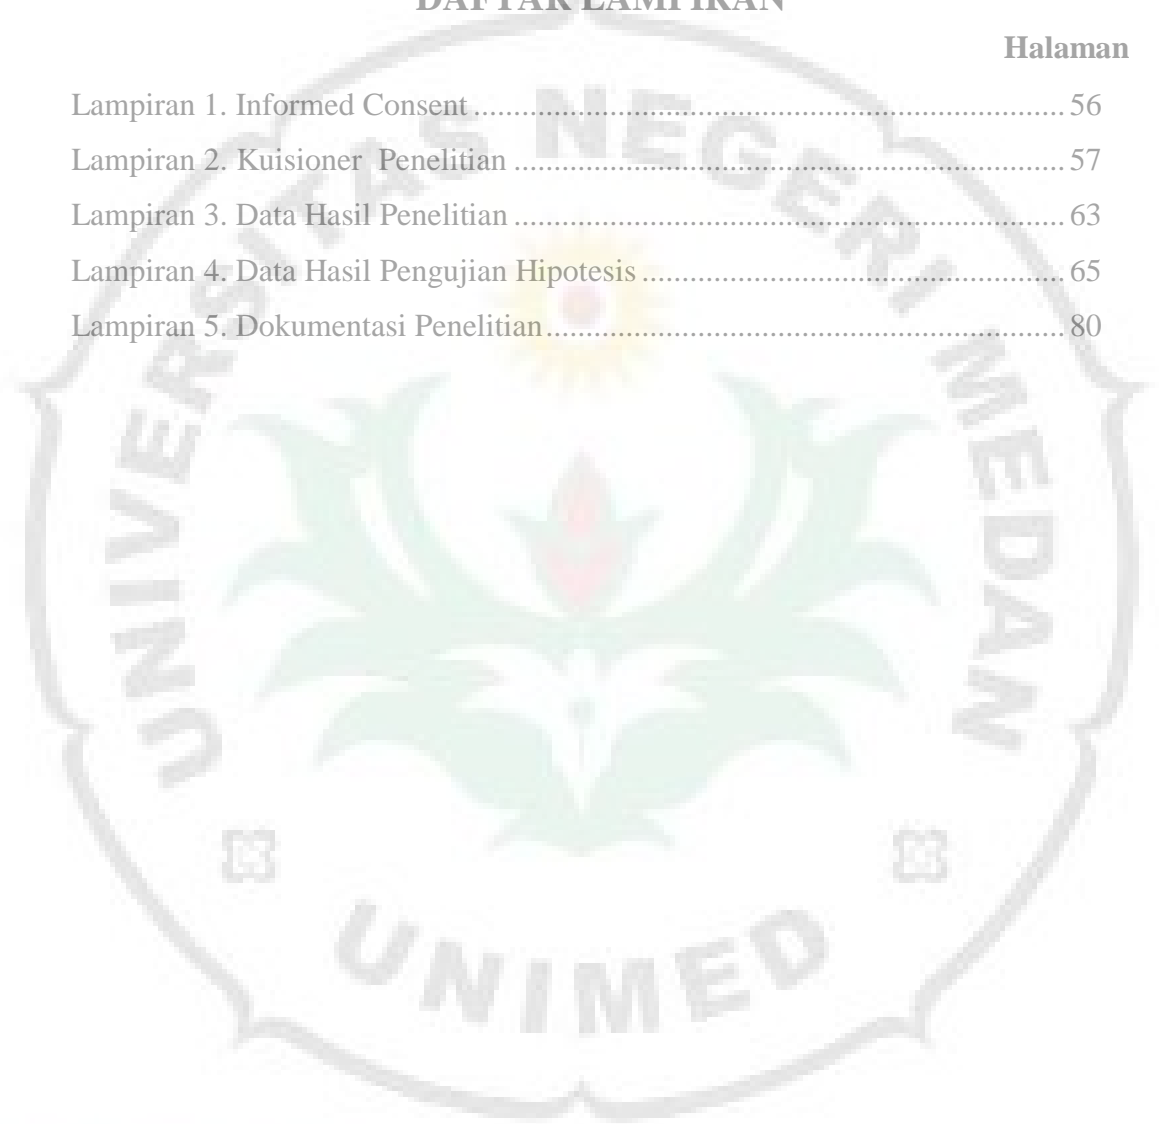 DAFTAR LAMPIRAN
Halaman
Lampiran 1. Informed Consent ........................................................................ 56
Lampiran 2. Kuisioner Penelitian ................................................................... 57
Lampiran 3. Data Hasil Penelitian ................................................................... 63
Lampiran 4. Data Hasil Pengujian Hipotesis ................................................... 65
Lampiran 5. Dokumentasi Penelitian ............................................................... 80
UNIVERSITAS NEGERI MEDAN
UNIMED